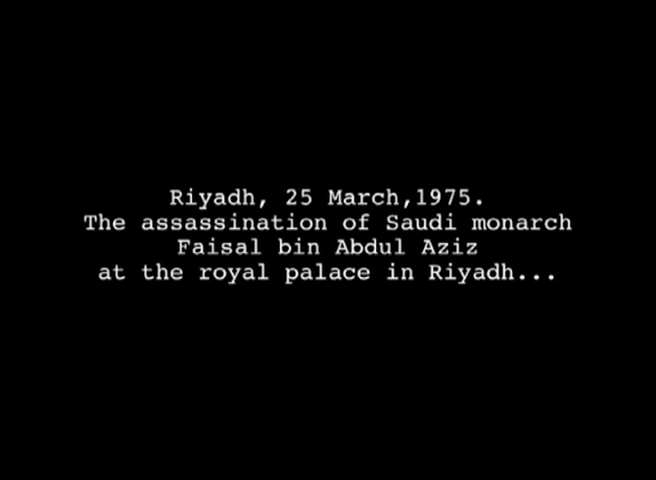 Riyadh, 25 March,1975.
The assassination of Saudi monarch
Faisal bin Abdul Aziz
at the royal palace in Riyadh...